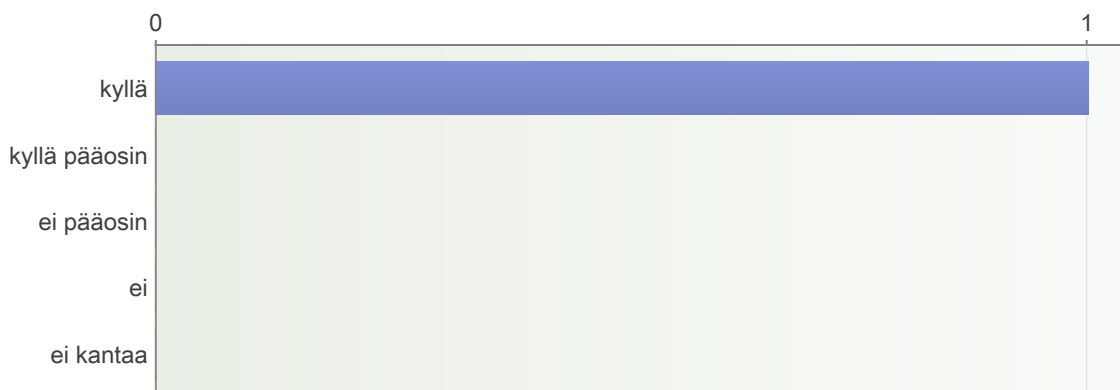 0 1
kyllä
kyllä pääosin
ei pääosin
ei
ei kantaa